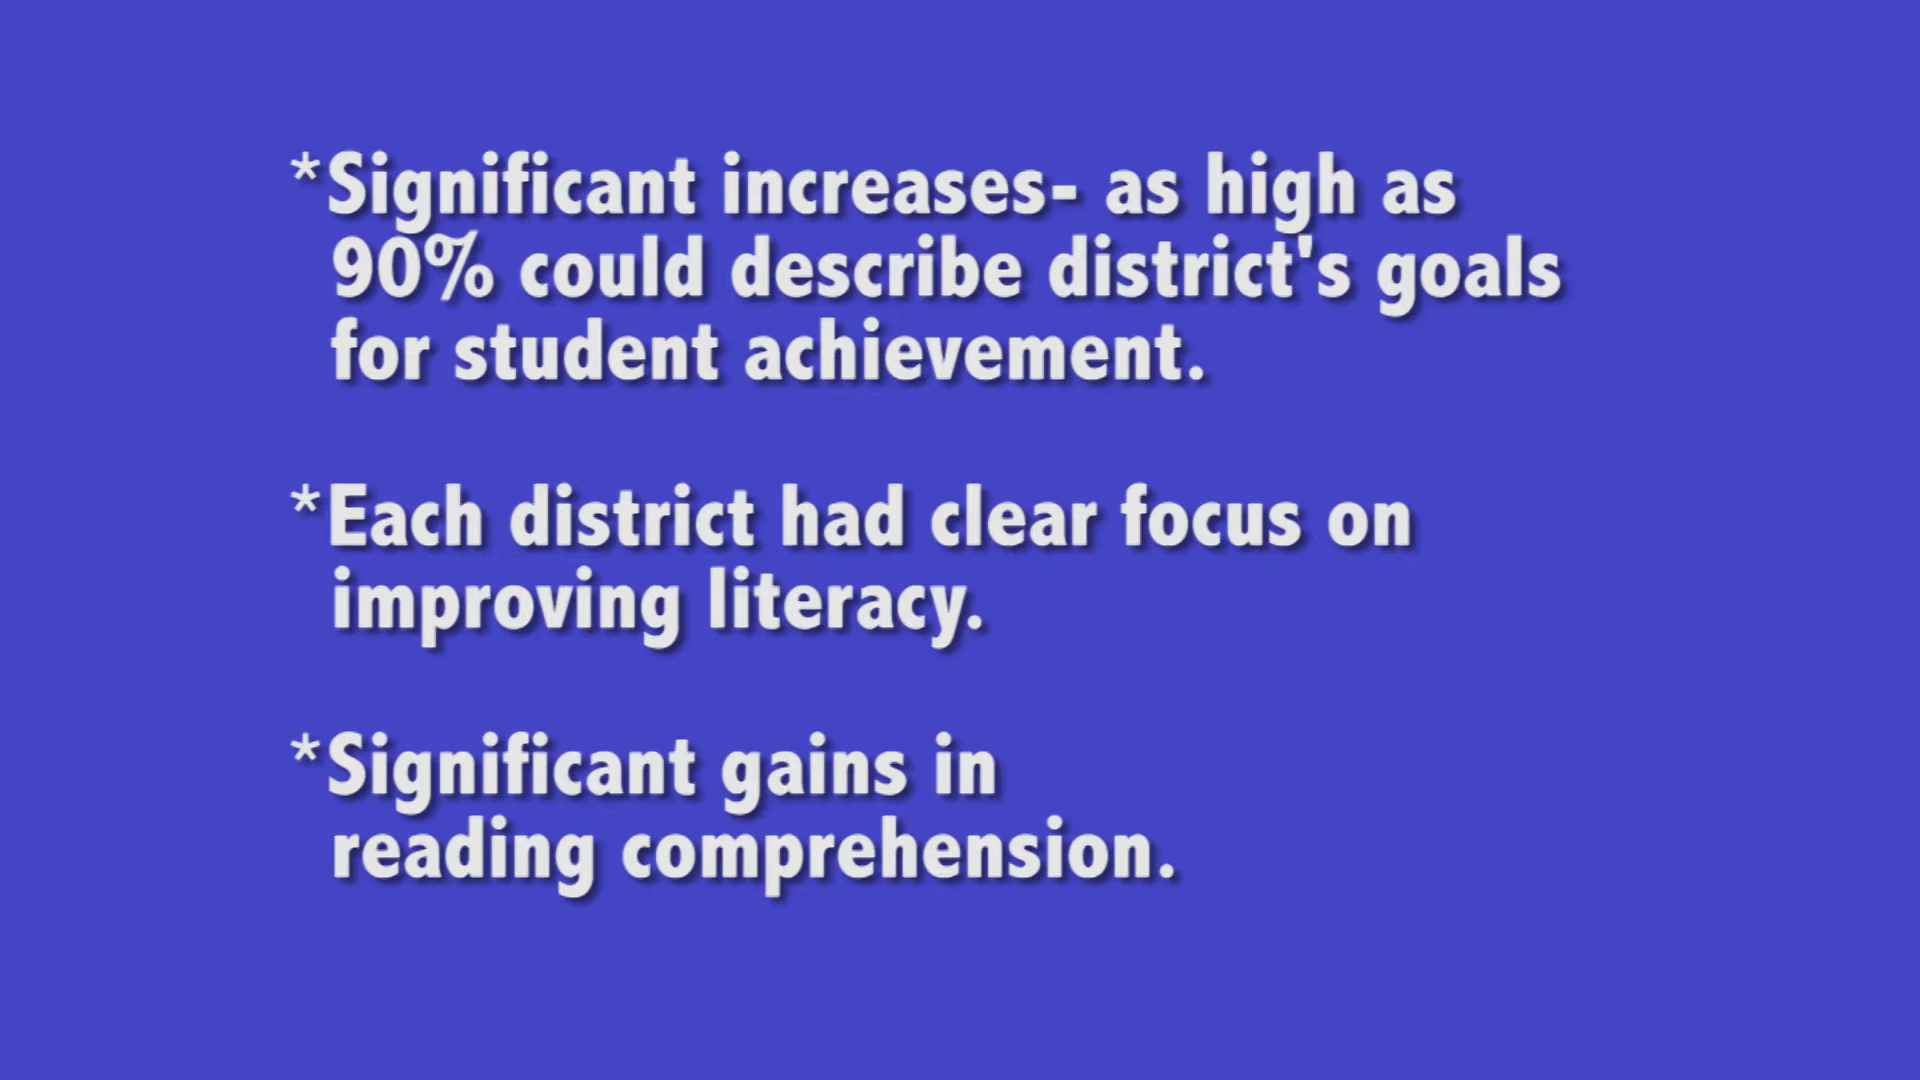 *Significant increases- as high as
90% could describe district's goals
for student achievement.
*Each district had clear focus on
improving literacy.
*Significant gains in
reading comprehension.